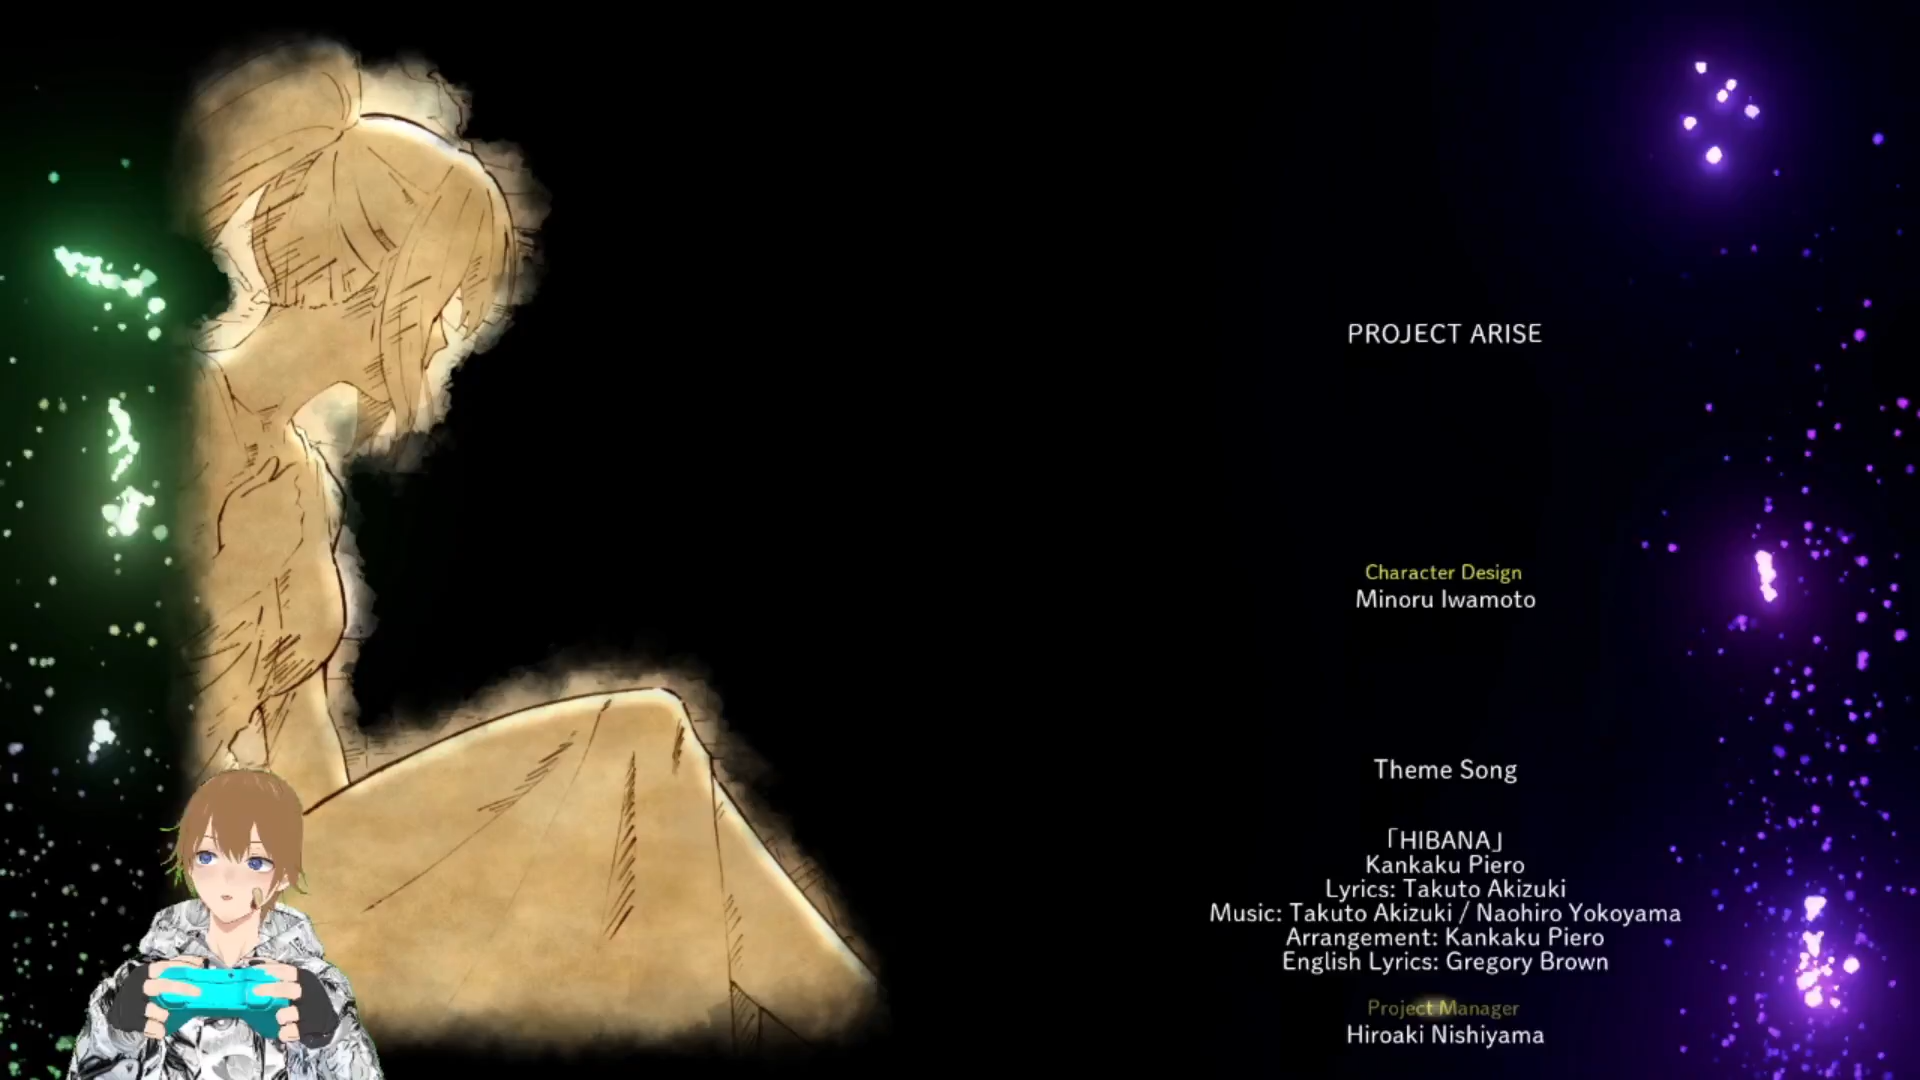 PROJECT ARISE
Character Design
Minoru Iwamoto
Theme Song
「HIBANA」
Kankaku Piero
Lyrics: Takuto Akizuki
Music: Takuto Akizuki / Naohiro Yokoyama
Arrangement: Kankaku Piero
English Lyrics: Gregory Brown
Project Manager
Hiroaki Nishiyama